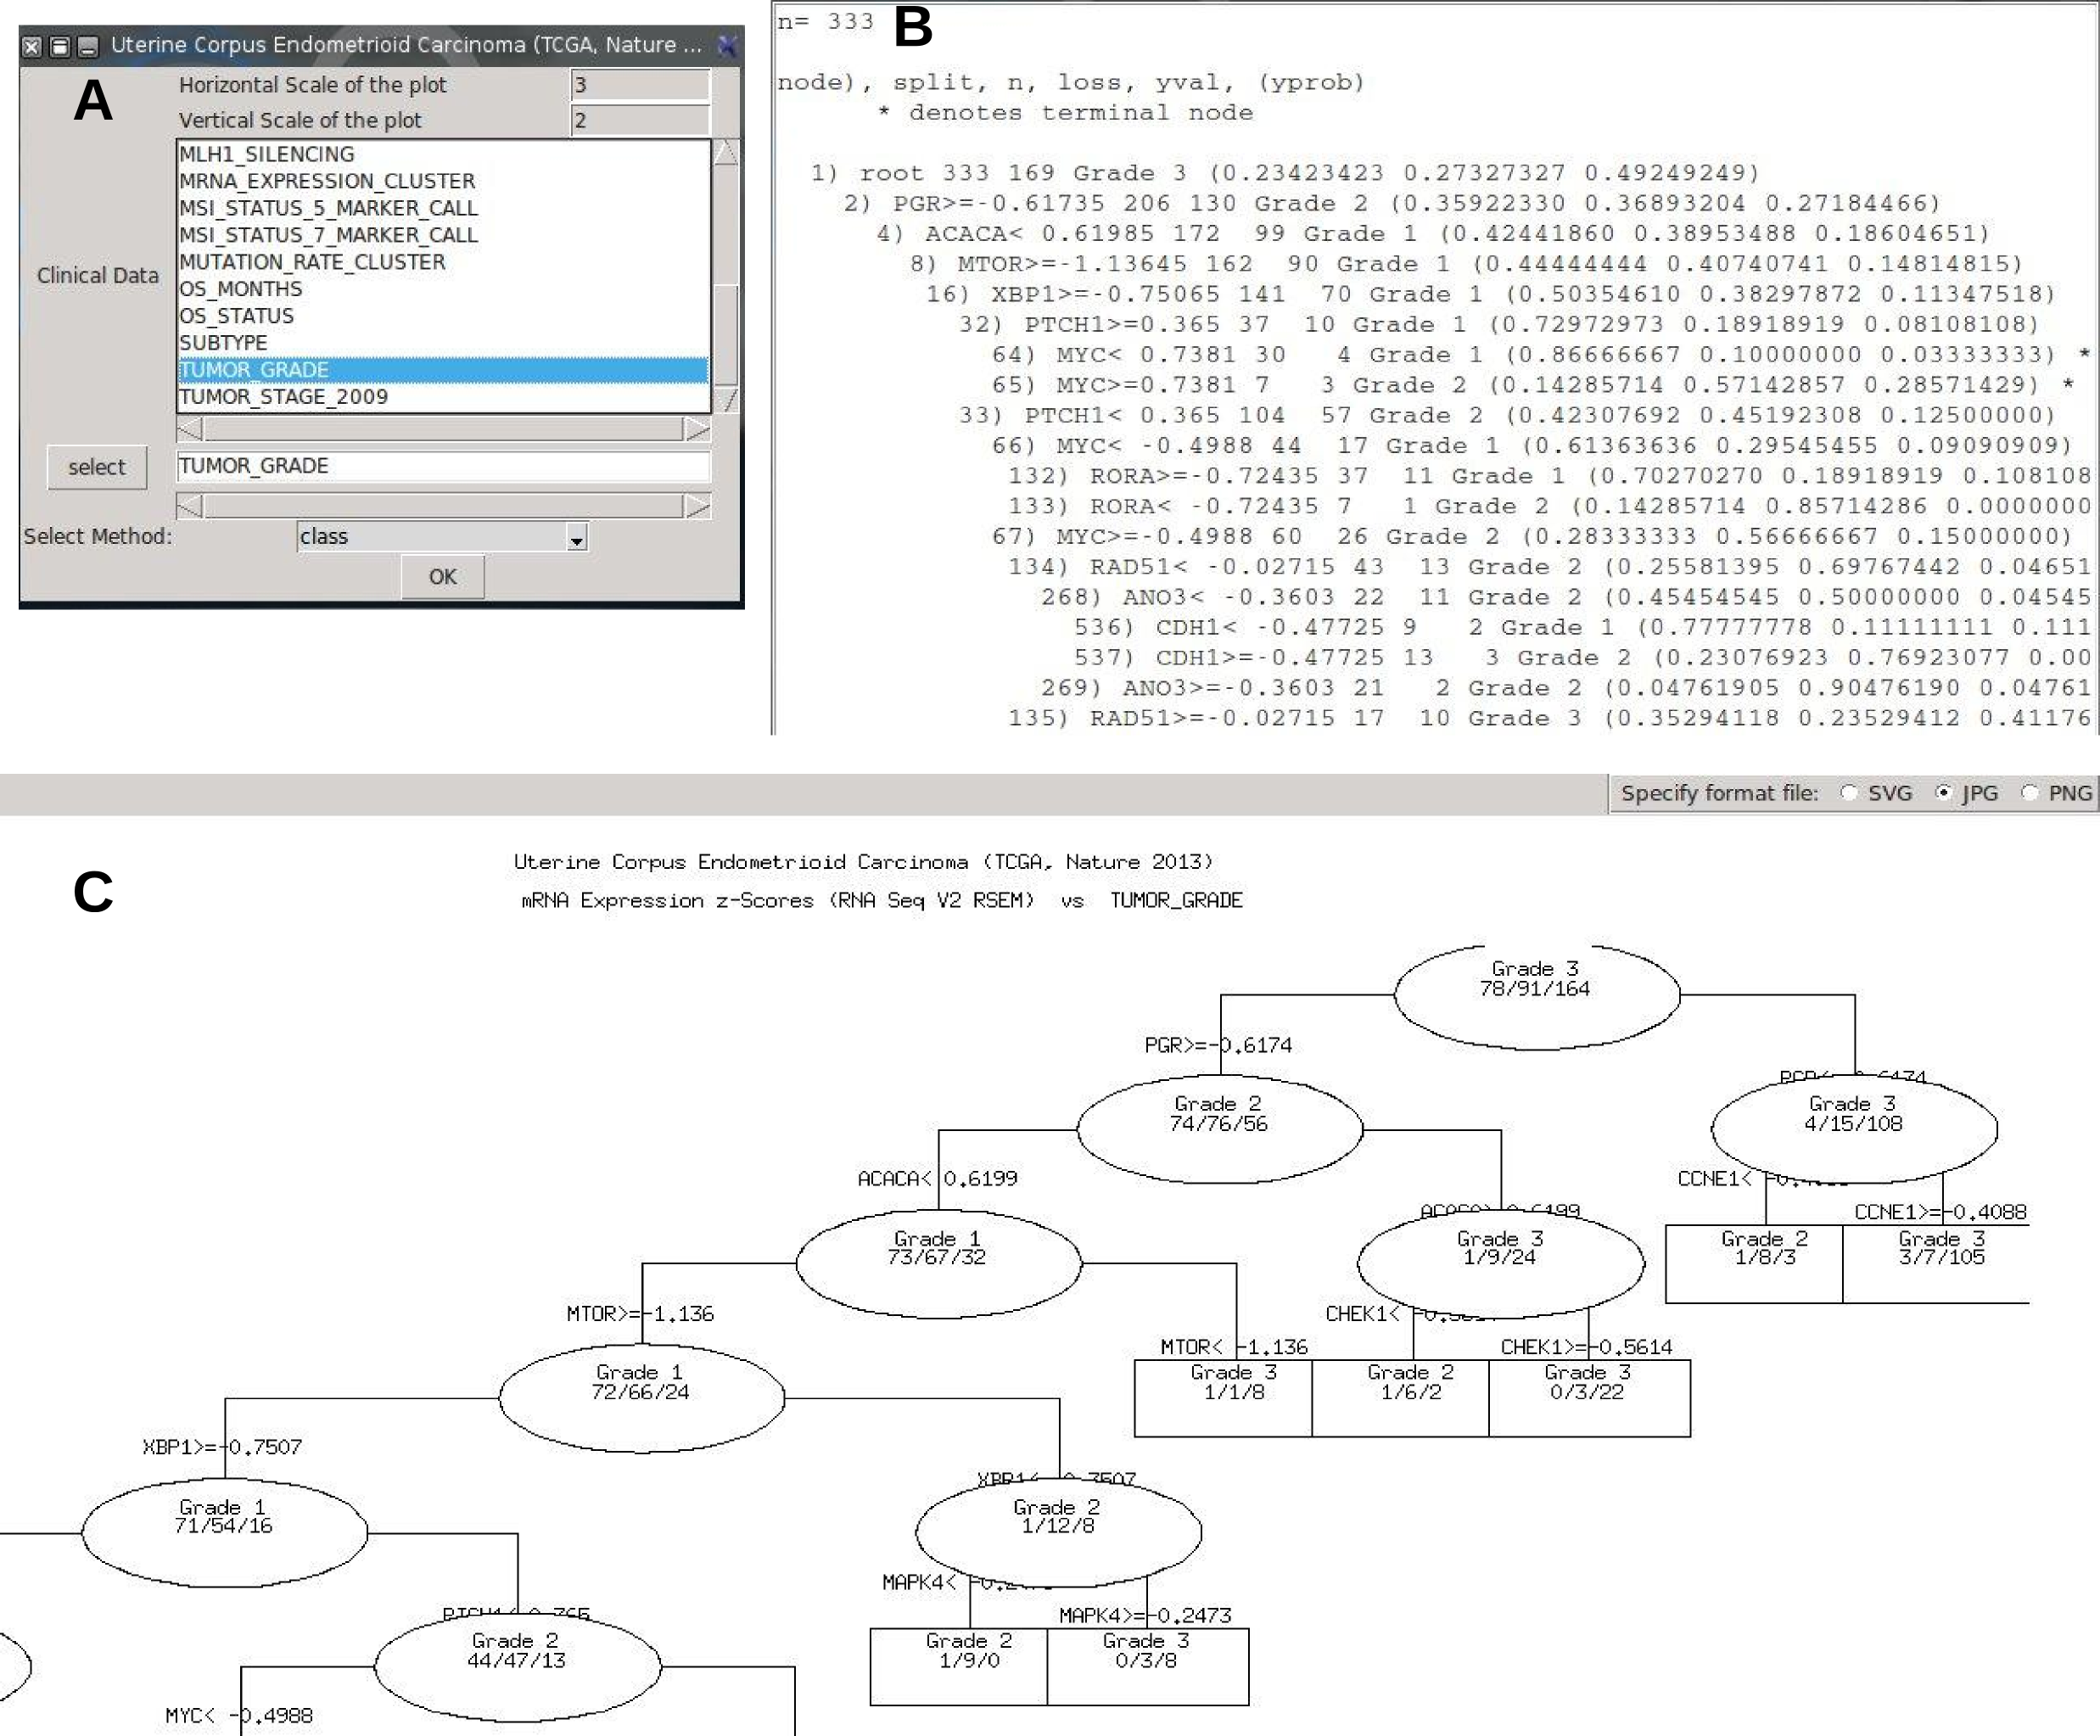 Uterine Corpus Endometrioid Carcinoma (TCGA, Nature ...
A
Horizontal Scale of the plot 3
Vertical Scale of the plot 2
Clinical Data
MLH1_SILENCING
MRNA_EXPRESSION_CLUSTER
MSI_STATUS_5_MARKER_CALL
MSI_STATUS_7_MARKER_CALL
MUTATION_RATE_CLUSTER
OS_MONTHS
OS_STATUS
SUBTYPE
TUMOR_GRADE
TUMOR_STAGE_2009
select TUMOR_GRADE
Select Method: class
OK
B
n= 333
node), split, n, loss, yval, (yprob)
* denotes terminal node
1) root 333 169 Grade 3 (0.23423423 0.27327327 0.49249249)
2) PGR>=-0.61735 206 130 Grade 2 (0.35922330 0.36893204 0.27184466)
4) ACACA< 0.61985 172 99 Grade 1 (0.42441860 0.38953488 0.18604651)
8) MTOR>=-1.13645 162 90 Grade 1 (0.44444444 0.40740741 0.14814815)
16) XBP1>=-0.75065 141 70 Grade 1 (0.50354610 0.38297872 0.11347518)
32) PTCH1>=0.365 37 10 Grade 1 (0.72972973 0.18918919 0.08108108)
64) MYC< 0.7381 30 4 Grade 1 (0.86666667 0.10000000 0.03333333) *
65) MYC>=0.7381 7 3 Grade 2 (0.14285714 0.57142857 0.28571429) *
33) PTCH1< 0.365 104 57 Grade 2 (0.42307692 0.45192308 0.12500000)
66) MYC< -0.4988 44 17 Grade 1 (0.61363636 0.29545455 0.09090909)
132) RORA>=-0.72435 37 11 Grade 1 (0.70270270 0.18918919 0.108108
133) RORA< -0.72435 7 1 Grade 2 (0.14285714 0.85714286 0.0000000
67) MYC>=-0.4988 60 26 Grade 2 (0.28333333 0.56666667 0.15000000)
134) RAD51< -0.02715 43 13 Grade 2 (0.25581395 0.69767442 0.04651
268) ANO3< -0.3603 22 11 Grade 2 (0.45454545 0.50000000 0.04545
536) CDH1< -0.47725 9 2 Grade 1 (0.77777778 0.11111111 0.111
537) CDH1>=-0.47725 13 3 Grade 2 (0.23076923 0.76923077 0.00
269) ANO3>=-0.3603 21 2 Grade 2 (0.04761905 0.90476190 0.04761
135) RAD51>=-0.02715 17 10 Grade 3 (0.35294118 0.23529412 0.41176
Specify format file: SVG JPG PNG
C
Uterine Corpus Endometrioid Carcinoma (TCGA, Nature 2013)
mRNA Expression z-Scores (RNA Seq V2 RSEM) vs TUMOR_GRADE
Grade 3
78/91/164
PGR>=-0.6174
Grade 2
74/76/56
Grade 3
4/15/108
ACACA< 0.6199
CCNE1<
CCNE1>=-0.4088
Grade 1
73/67/32
Grade 3
1/9/24
Grade 2
1/8/3
Grade 3
3/7/105
MTOR>=-1.136
CHEK1<
MTOR< -1.136
CHEK1>=-0.5614
Grade 1
72/66/24
Grade 3
1/1/8
Grade 2
1/6/2
Grade 3
0/3/22
XBP1>=-0.7507
Grade 1
71/54/16
Grade 2
1/12/8
MAPK4<
MAPK4>=-0.2473
Grade 2
44/47/13
Grade 2
1/9/0
Grade 3
0/3/8
MYC< -0.4988